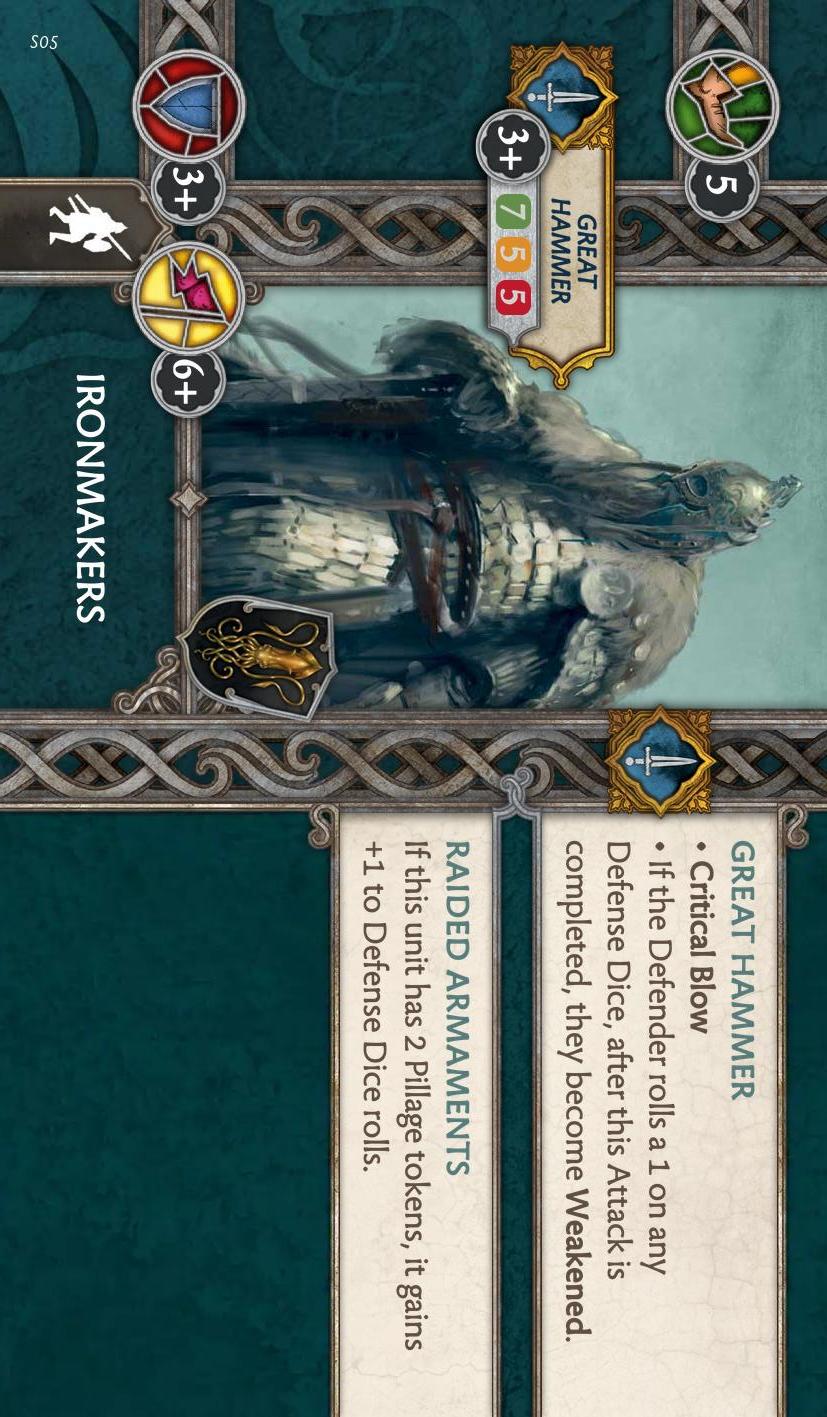 5
GREAT
HAMMER
3+
7 5 5
3+
6+
IRONMAKERS
S05
GREAT HAMMER
• Critical Blow
• If the Defender rolls a 1 on any
Defense Dice, after this Attack is
completed, they become Weakened.
RAIDED ARMAMENTS
If this unit has 2 Pillage tokens, it gains
+1 to Defense Dice rolls.